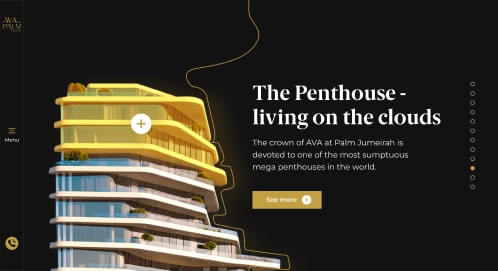 AVA
PALM
Menu
The Penthouse -
living on the clouds
The crown of AVA at Palm Jumeirah is
devoted to one of the most sumptuous
mega penthouses in the world.
See more